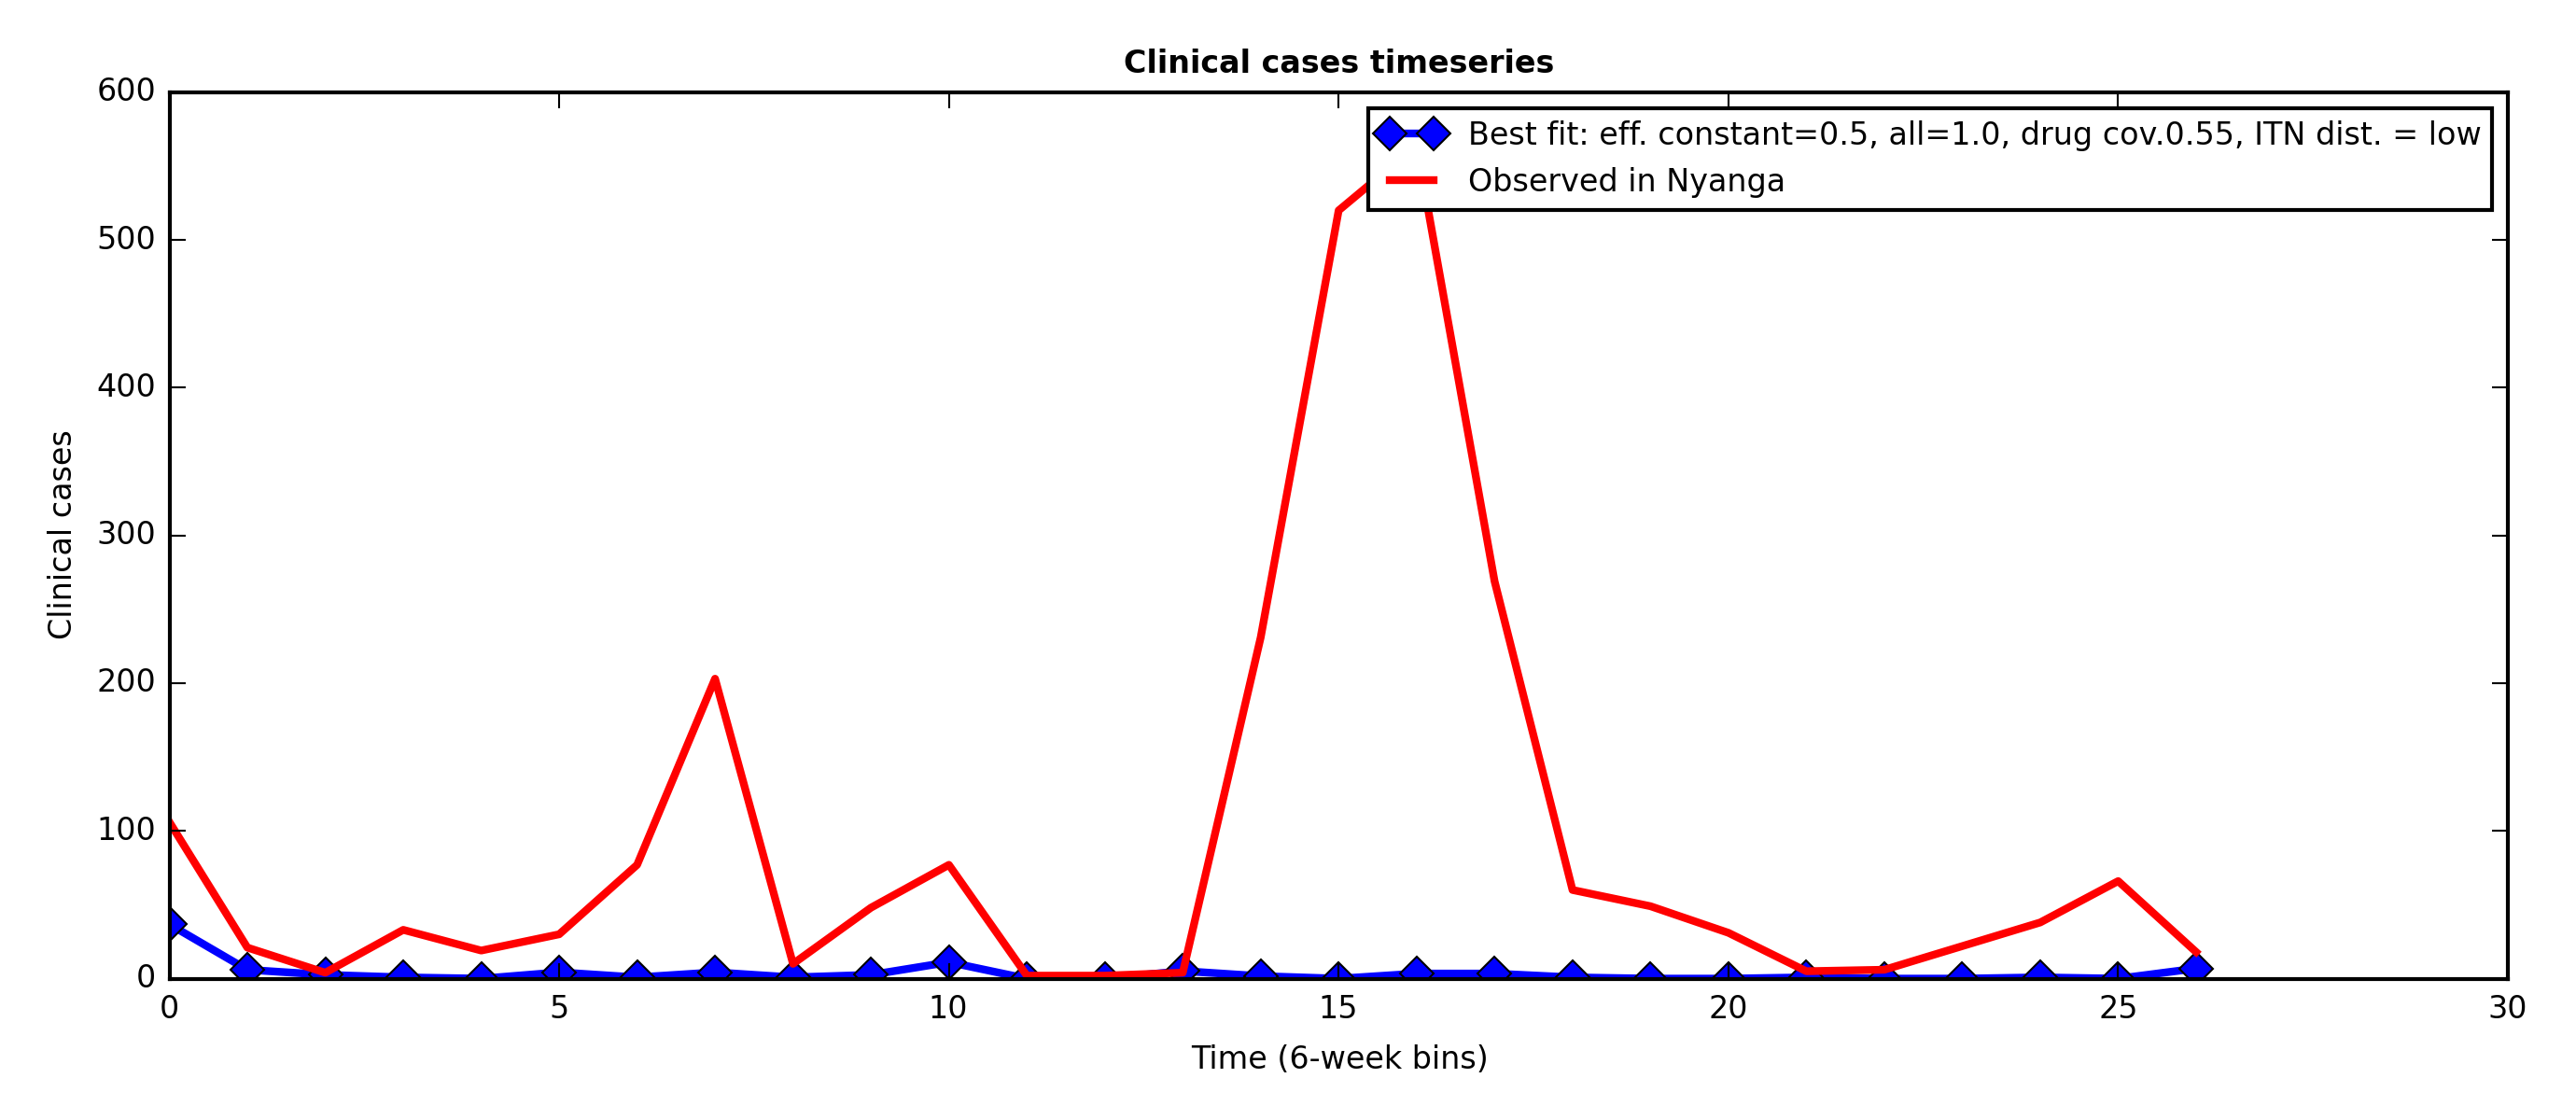 Clinical cases timeseries
600
500
400
300
200
100
0
Clinical cases
Best fit: eff. constant=0.5, all=1.0, drug cov.0.55, ITN dist. = low
Observed in Nyanga
0 5 10 15 20 25 30
Time (6-week bins)